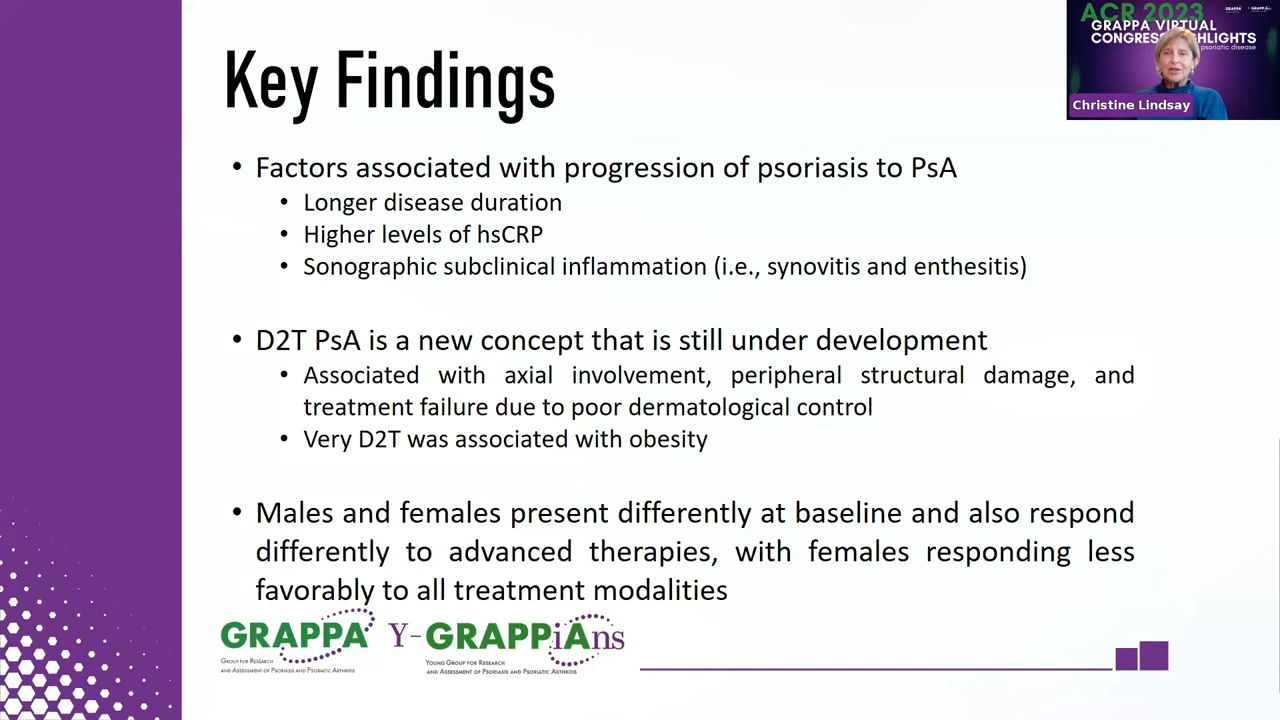 Key Findings
• Factors associated with progression of psoriasis to PsA
• Longer disease duration
• Higher levels of hsCRP
• Sonographic subclinical inflammation (i.e., synovitis and enthesitis)
• D2T PsA is a new concept that is still under development
• Associated with axial involvement, peripheral structural damage, and
treatment failure due to poor dermatological control
• Very D2T was associated with obesity
• Males and females present differently at baseline and also respond
differently to advanced therapies, with females responding less
favorably to all treatment modalities
GRAPPA
Group for Research
and Assessment of Psoriasis and Psoriatic Arthritis
Y-GRAPPiAns
Young Group for Research
and Assessment of Psoriasis and Psoriatic Arthritis
ACR 2023
GRAPPA VIRTUAL
psoriatic disease
Christine Lindsay